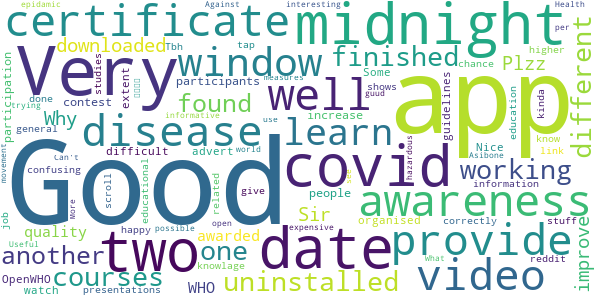 epidamic Against interesting Health
certificate midnight
downloaded Tbh tap Some chance per higher
Very window finished Plzz
studies extent participants shows kinda
participation contest done found well guud guidelines app different
trying Why increase measures education
general disease learn Nice know link
informative use Asibone
movement confusing difficult advert world covid working
Can't scroll educational related give people hazardous information
More Good see awareness
job happy possible Sir organised correctly stuff improve
quality awarded open expensive
Useful knowlage two one date provide
another What reddit
OpenWHO courses WHO uninstalled video
watch presentations